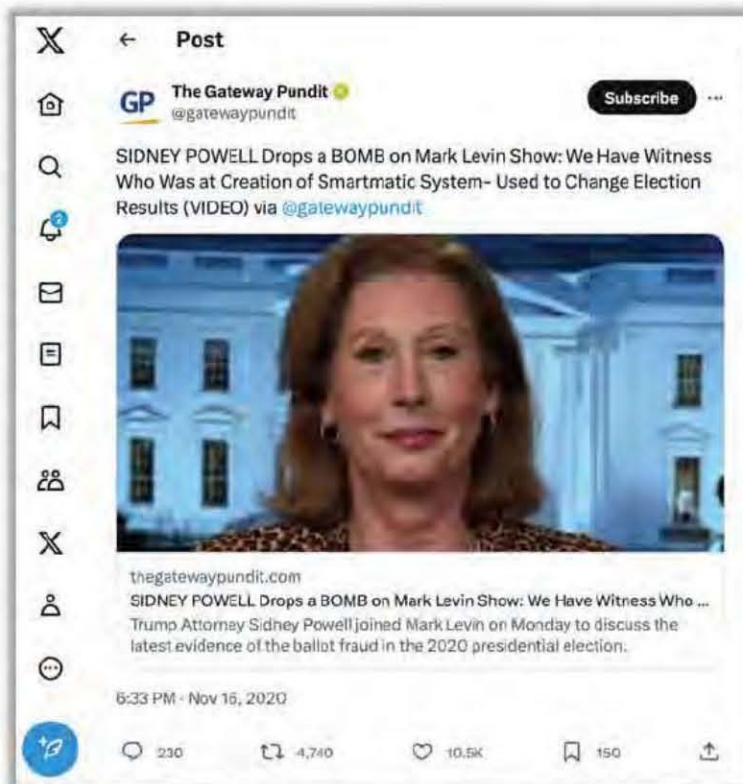 Post
GP
The Gateway Pundit
@gatewaypundit
Subscribe
SIDNEY POWELL Drops a BOMB on Mark Levin Show: We Have Witness
Who Was at Creation of Smartmatic System- Used to Change Election
Results (VIDEO) via @gatewaypundit
2
thegatewaypundit.com
SIDNEY POWELL Drops a BOMB on Mark Levin Show: We Have Witness Who ...
Trump Attorney Sidney Powell joined Mark Levin on Monday to discuss the
latest evidence of the ballot fraud in the 2020 presidential election.
6:33 PM · Nov 16, 2020
230
4,740
10.5K
150